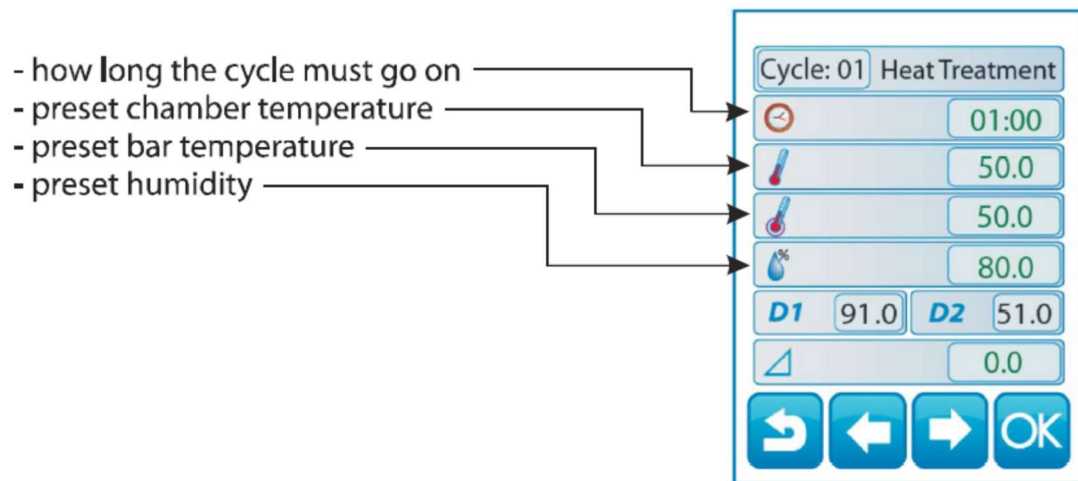 - how long the cycle must go on
- preset chamber temperature
- preset bar temperature
- preset humidity
Cycle: 01 Heat Treatment
01:00
50.0
50.0
% 80.0
D1 91.0 D2 51.0
0.0
OK